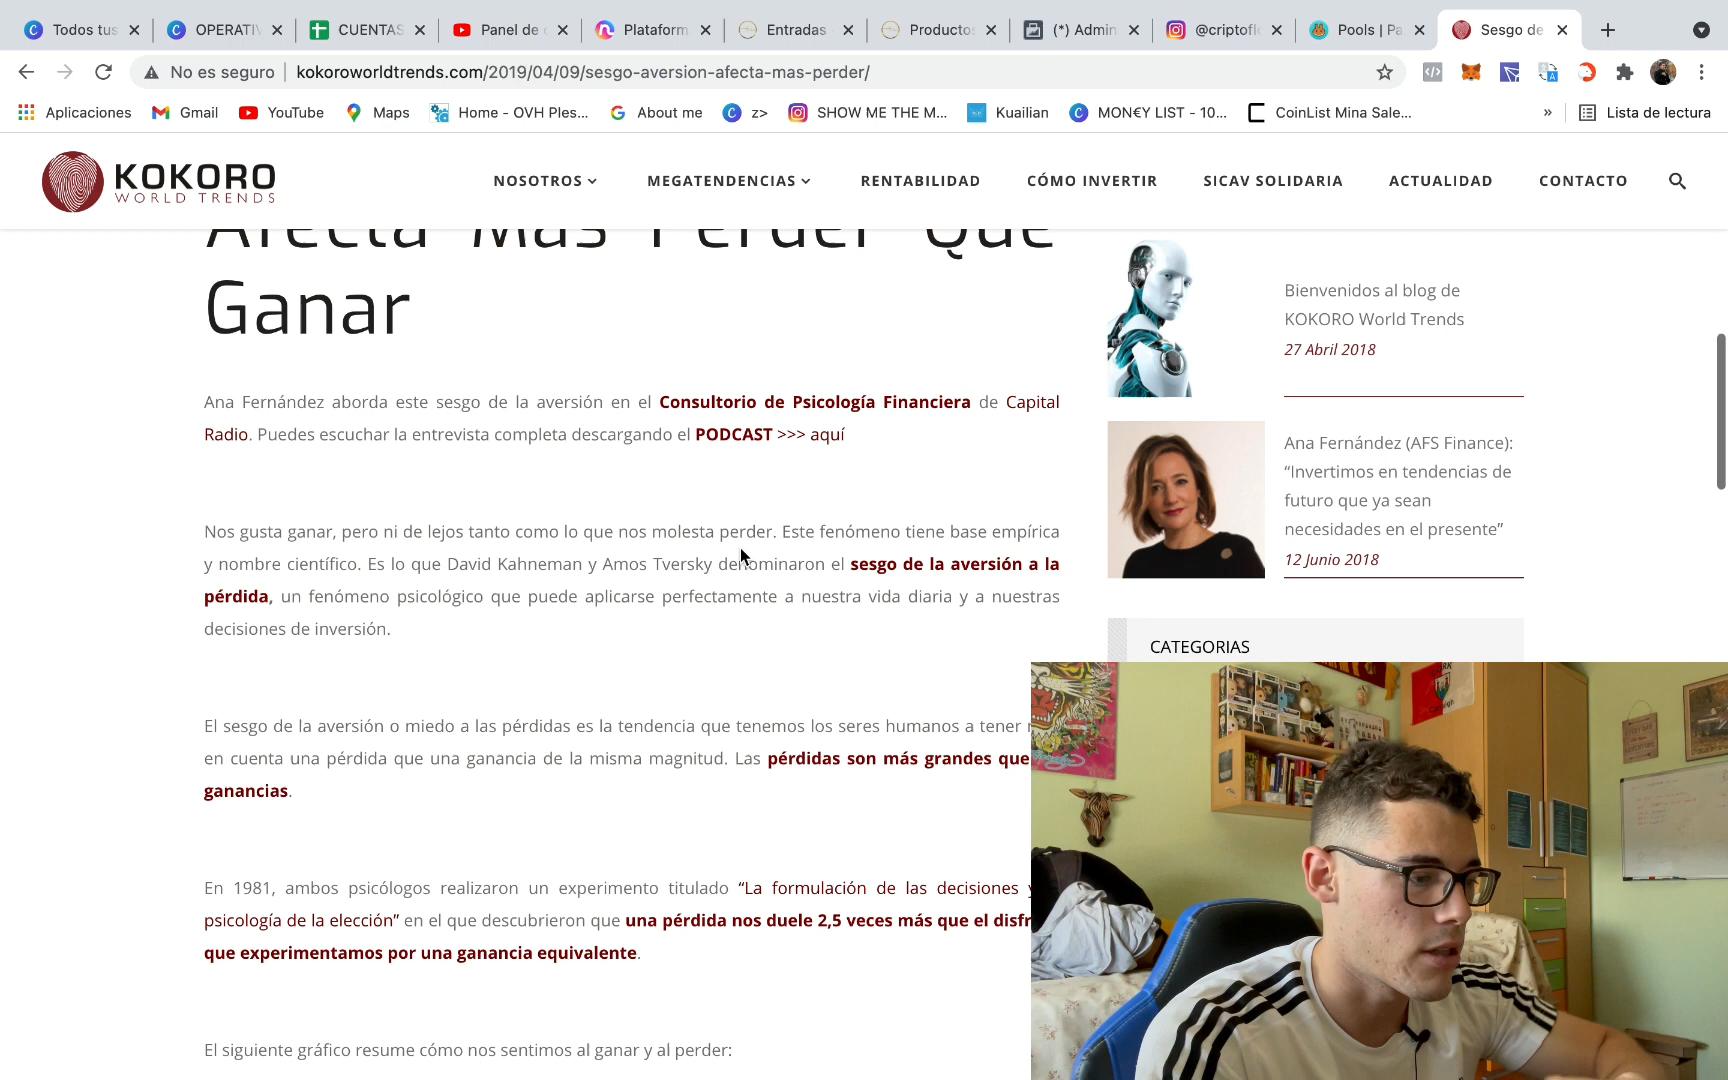 Todos tus
OPERATIV
CUENTAS
Panel de
Plataform
Entradas
Producto
(*) Admin
@criptofl
Pools | Pa
Sesgo de
No es seguro
kokoroworldtrends.com/2019/04/09/sesgo-aversion-afecta-mas-perder/
Aplicaciones
Gmail
YouTube
Maps
Home - OVH Ples...
About me
z>
SHOW ME THE M...
Kuailian
MON€Y LIST - 10...
CoinList Mina Sale...
»
Lista de lectura
KOKORO
WORLD TRENDS
NOSOTROS
MEGATENDENCIAS
RENTABILIDAD
CÓMO INVERTIR
SICAV SOLIDARIA
ACTUALIDAD
CONTACTO
Afecta Mas Perder Que
Ganar
Ana Fernández aborda este sesgo de la aversión en el Consultorio de Psicología Financiera de Capital
Radio. Puedes escuchar la entrevista completa descargando el PODCAST >>> aquí
Nos gusta ganar, pero ni de lejos tanto como lo que nos molesta perder. Este fenómeno tiene base empírica
y nombre científico. Es lo que David Kahneman y Amos Tversky denominaron el sesgo de la aversión a la
pérdida, un fenómeno psicológico que puede aplicarse perfectamente a nuestra vida diaria y a nuestras
decisiones de inversión.
El sesgo de la aversión o miedo a las pérdidas es la tendencia que tenemos los seres humanos a tener
en cuenta una pérdida que una ganancia de la misma magnitud. Las pérdidas son más grandes que
ganancias.
En 1981, ambos psicólogos realizaron un experimento titulado “La formulación de las decisiones y
psicología de la elección” en el que descubrieron que una pérdida nos duele 2,5 veces más que el disfr
que experimentamos por una ganancia equivalente.
El siguiente gráfico resume cómo nos sentimos al ganar y al perder:
Bienvenidos al blog de
KOKORO World Trends
27 Abril 2018
Ana Fernández (AFS Finance):
“Invertimos en tendencias de
futuro que ya sean
necesidades en el presente”
12 Junio 2018
CATEGORIAS